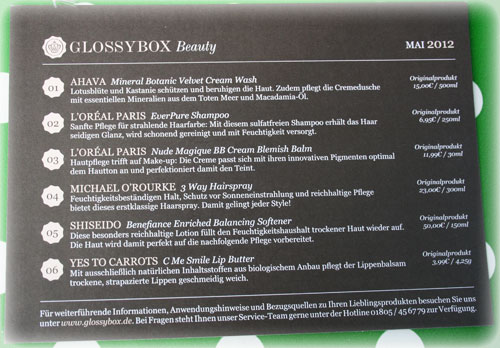 GLOSSYBOX Beauty
MAI 2012
01 AHAVA Mineral Botanic Velvet Cream Wash
Lotusblüte und Kastanie schützen und beruhigen die Haut. Zudem pflegt die Cremedusche
mit essentiellen Mineralien aus dem Toten Meer und Macadamia-Öl.
Originalprodukt
15,00€ / 500ml
02 L'ORÉAL PARIS EverPure Shampoo
Sanfte Pflege für strahlende Haarfarbe: Mit diesem sulfatfreien Shampoo erhält das Haar
seidigen Glanz, wird schonend gereinigt und mit Feuchtigkeit versorgt.
Originalprodukt
6,95€ / 250ml
03 L'ORÉAL PARIS Nude Magique BB Cream Blemish Balm
Hautpflege trifft auf Make-up: Die Creme passt sich mit ihren innovativen Pigmenten optimal
dem Hautton an und perfektioniert damit den Teint.
Originalprodukt
11,99€ / 30ml
04 MICHAEL O'ROURKE 3 Way Hairspray
Feuchtigkeitsbeständigen Halt, Schutz vor Sonneneinstrahlung und reichhaltige Pflege
bietet dieses erstklassige Haarspray. Damit gelingt jeder Style!
Originalprodukt
23,00€ / 300ml
05 SHISEIDO Benefiance Enriched Balancing Softener
Diese besonders reichhaltige Lotion füllt den Feuchtigkeitshaushalt trockener Haut wieder auf.
Die Haut wird damit perfekt auf die nachfolgende Pflege vorbereitet.
Originalprodukt
50,00€ / 150ml
06 YES TO CARROTS C Me Smile Lip Butter
Mit ausschließlich natürlichen Inhaltsstoffen aus biologischem Anbau pflegt der Lippenbalsam
trockene, strapazierte Lippen geschmeidig weich.
Originalprodukt
3,99€ / 4,25g
Für weiterführende Informationen, Anwendungshinweise und Bezugsquellen zu Ihren Lieblingsprodukten besuchen Sie uns
unter www.glossybox.de. Bei Fragen steht Ihnen unser Service-Team gerne unter der Hotline 01805 / 456779 zur Verfügung.